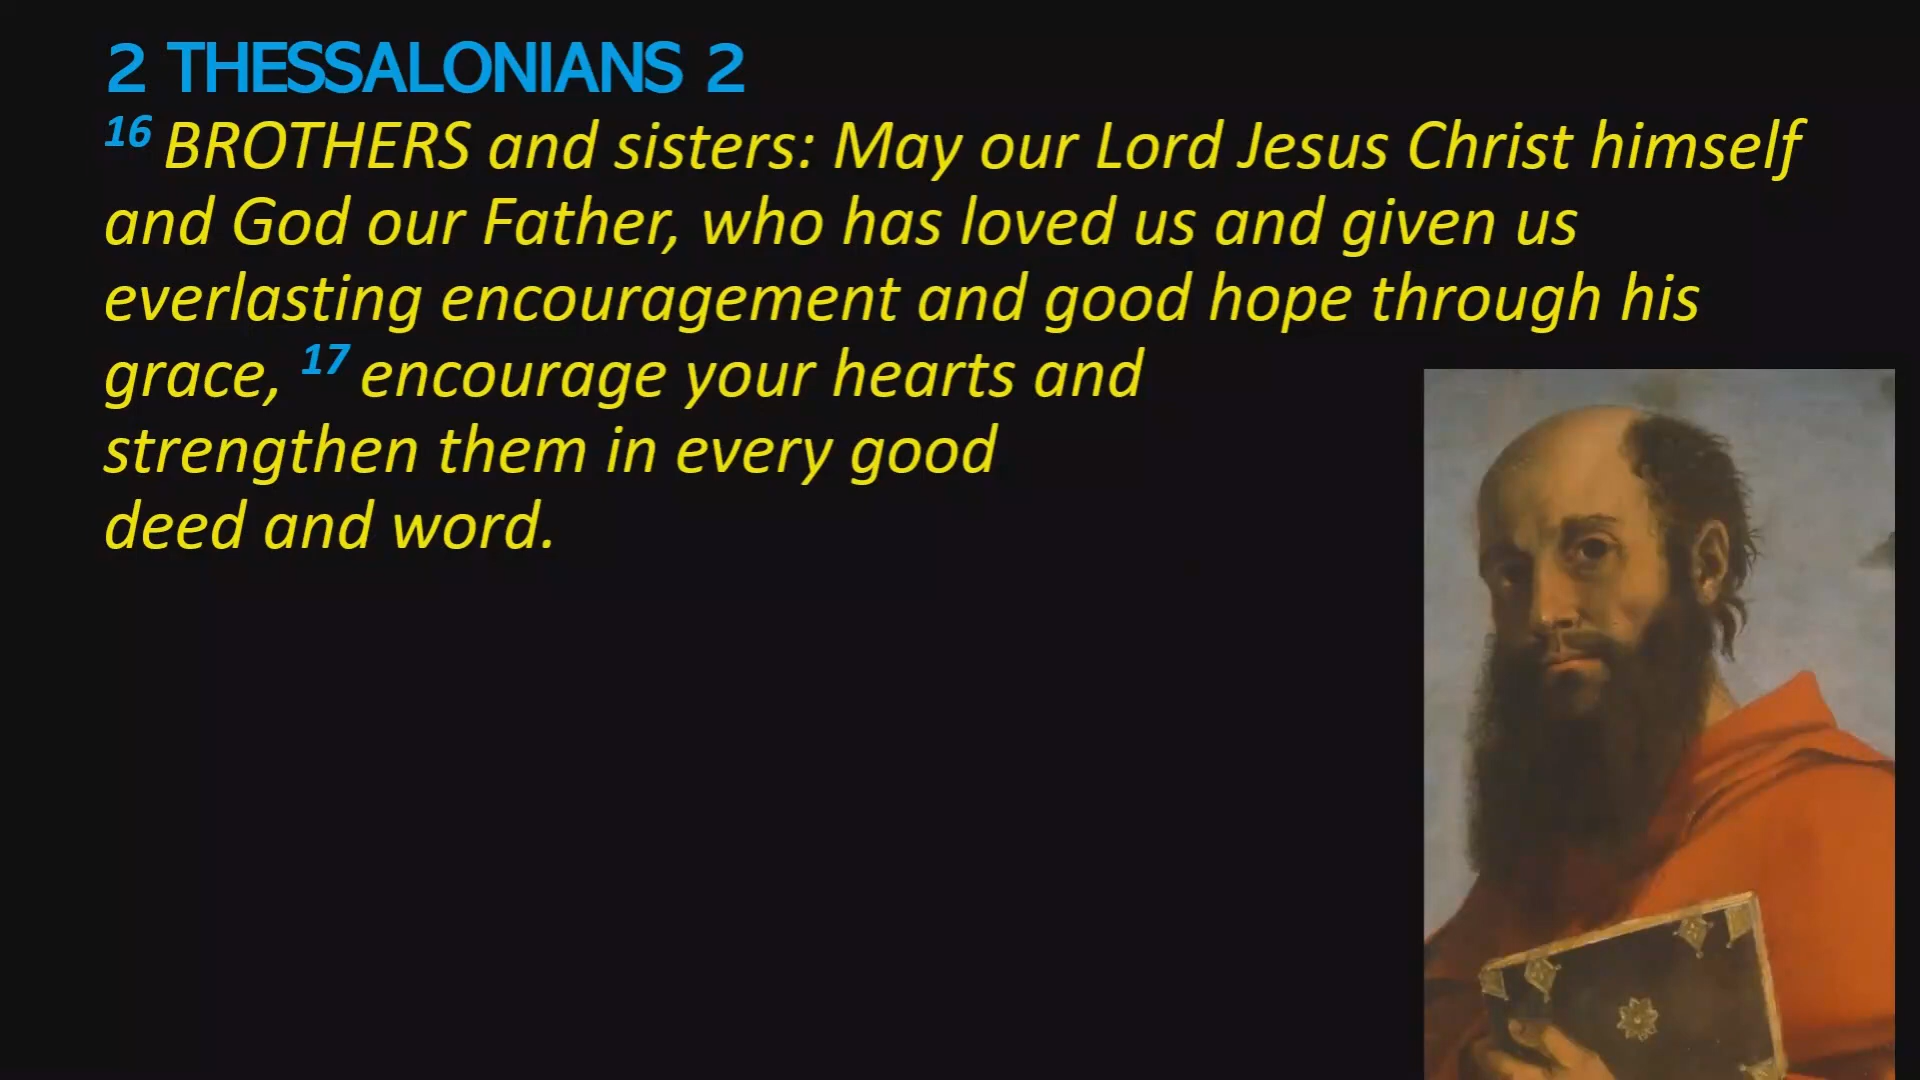 2 THESSALONIANS 2
16 BROTHERS and sisters: May our Lord Jesus Christ himself
and God our Father, who has loved us and given us
everlasting encouragement and good hope through his
grace, 17 encourage your hearts and
strengthen them in every good
deed and word.